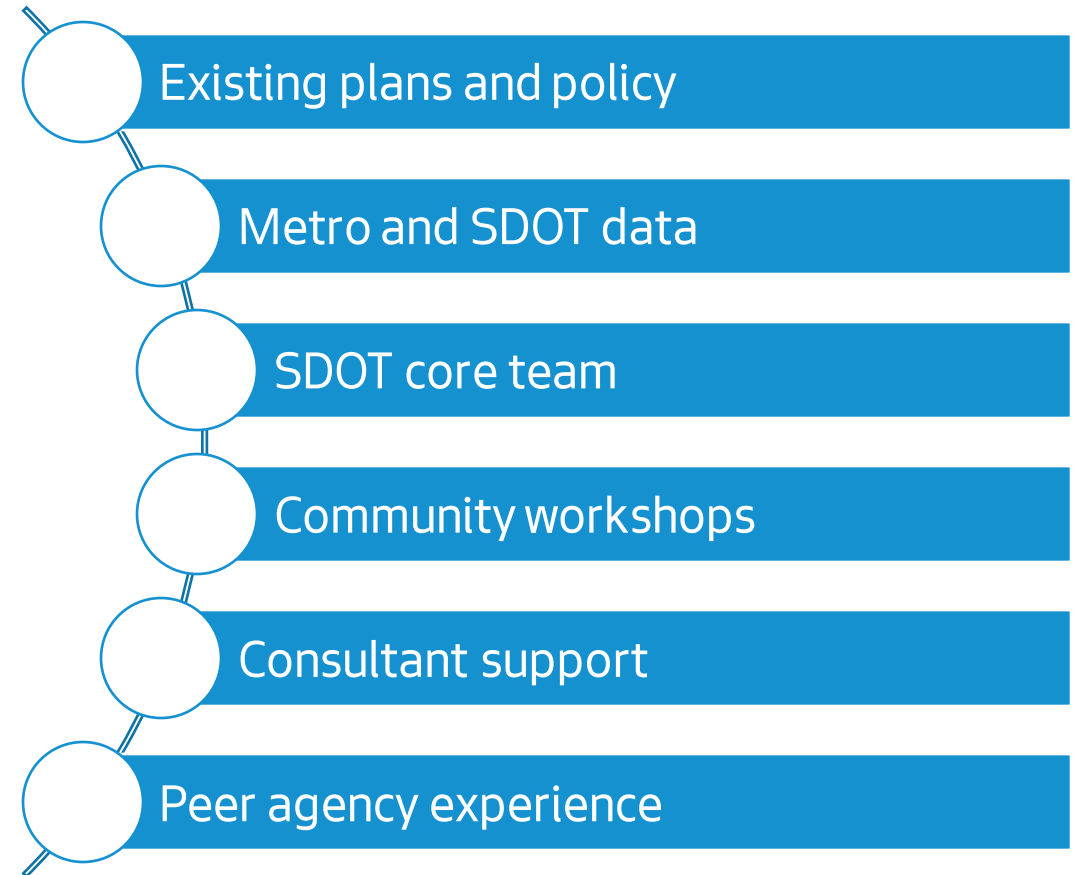 Existing plans and policy
Metro and SDOT data
SDOT core team
Community workshops
Consultant support
Peer agency experience